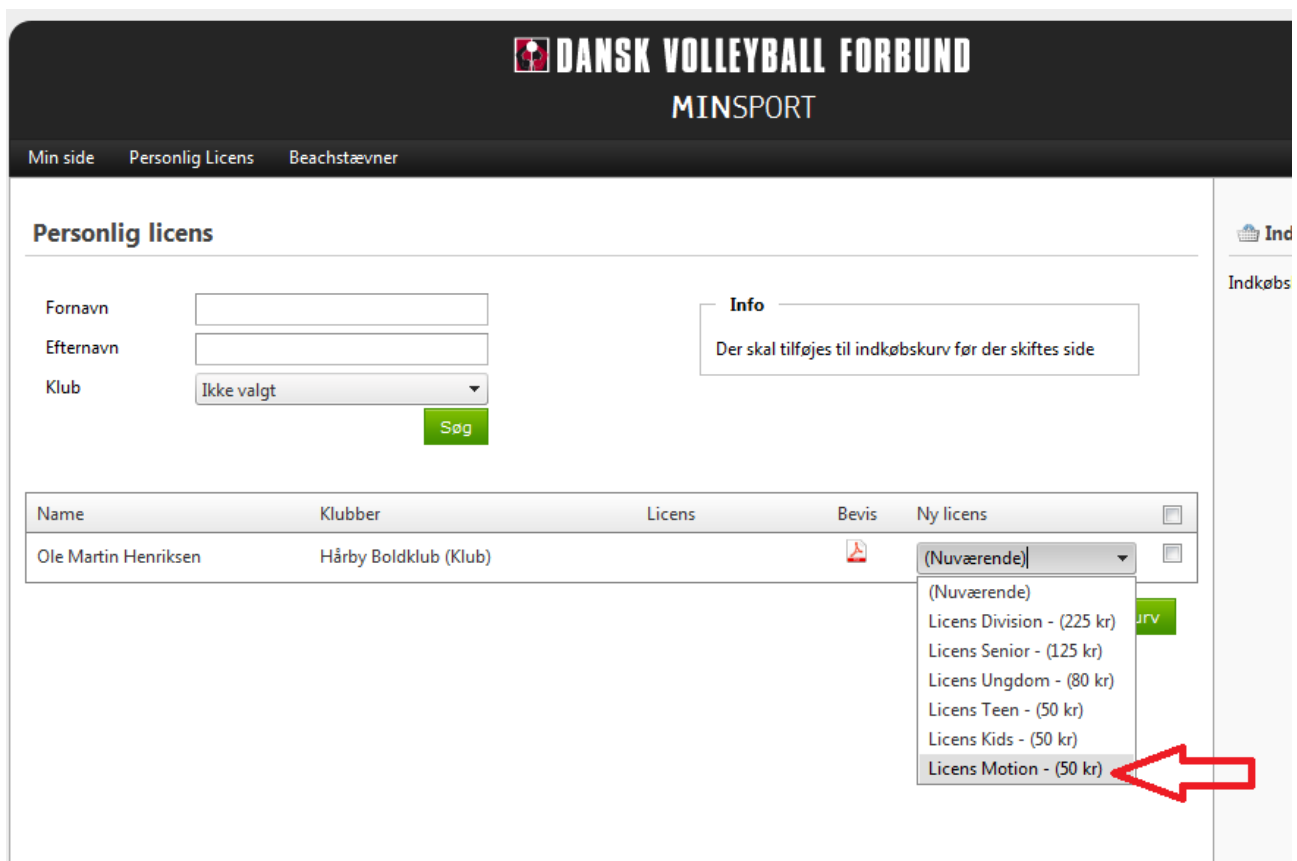 DANSK VOLLEYBALL FORBUND
MINSPORT
Min side Personlig Licens Beachstævner
Personlig licens
Fornavn
Efternavn
Klub Ikke valgt
Søg
Info
Der skal tilføjes til indkøbskurv før der skiftes side
Ind
Indkøbs
Name Klubber Licens Bevis Ny licens
Ole Martin Henriksen Hårby Boldklub (Klub) (Nuværende)
(Nuværende)
Licens Division - (225 kr)
urv
Licens Senior - (125 kr)
Licens Ungdom - (80 kr)
Licens Teen - (50 kr)
Licens Kids - (50 kr)
Licens Motion - (50 kr)